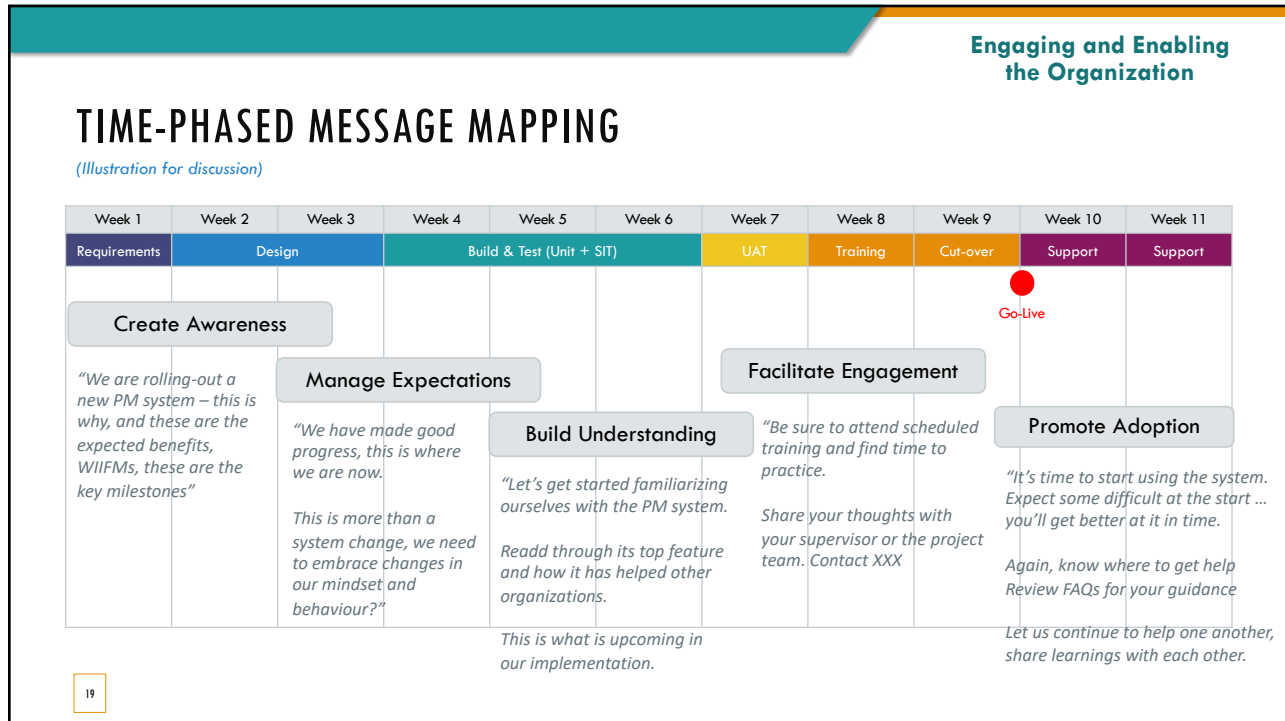 Engaging and Enabling
the Organization
TIME-PHASED MESSAGE MAPPING
(Illustration for discussion)
Week 1 Week 2 Week 3 Week 4 Week 5 Week 6 Week 7 Week 8 Week 9 Week 10 Week 11
Requirements Design Build & Test (Unit + SIT) UAT Training Cut-over Support Support
Go-Live
Create Awareness
“We are rolling-out a
new PM system – this is
why, and these are the
expected benefits,
WIIFMs, these are the
key milestones”
Manage Expectations
“We have made good
progress, this is where
we are now.
This is more than a
system change, we need
to embrace changes in
our mindset and
behaviour?”
Build Understanding
“Let’s get started familiarizing
ourselves with the PM system.
Readd through its top feature
and how it has helped other
organizations.
This is what is upcoming in
our implementation.
Facilitate Engagement
“Be sure to attend scheduled
training and find time to
practice.
Share your thoughts with
your supervisor or the project
team. Contact XXX
Promote Adoption
“It’s time to start using the system.
Expect some difficult at the start …
you’ll get better at it in time.
Again, know where to get help
Review FAQs for your guidance
Let us continue to help one another,
share learnings with each other.
19